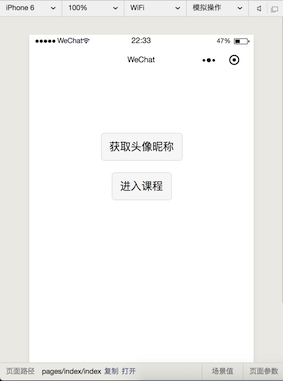 iPhone 6 100% WiFi 模拟操作
WeChat 22:33 47%
WeChat
获取头像昵称
进入课程
页面路径 pages/index/index 复制 打开 场景值 页面参数